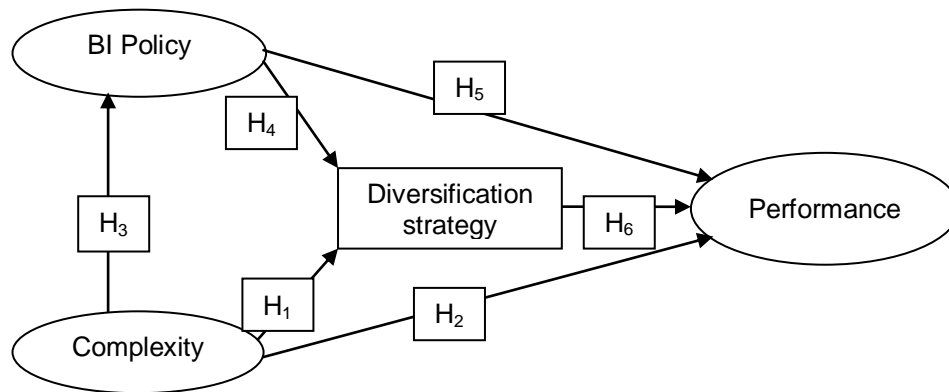 BI Policy
H₅
H₄
Diversification
strategy
Performance
H₆
H₃
H₁
H₂
Complexity